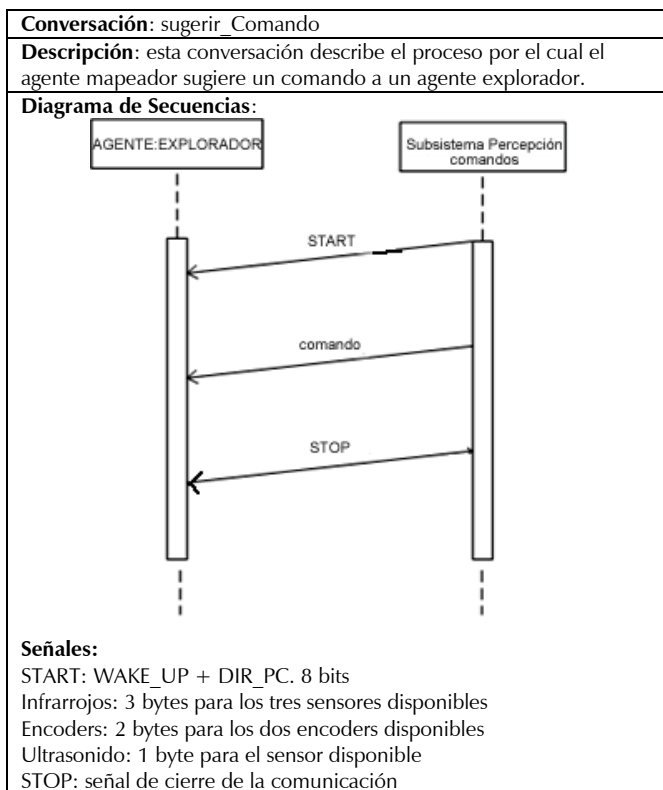 Conversación: sugerir_Comando
Descripción: esta conversación describe el proceso por el cual el
agente mapeador sugiere un comando a un agente explorador.
Diagrama de Secuencias:
AGENTE:EXPLORADOR
Subsistema Percepción
comandos
START
comando
STOP
Señales:
START: WAKE_UP + DIR_PC. 8 bits
Infrarrojos: 3 bytes para los tres sensores disponibles
Encoders: 2 bytes para los dos encoders disponibles
Ultrasonido: 1 byte para el sensor disponible
STOP: señal de cierre de la comunicación